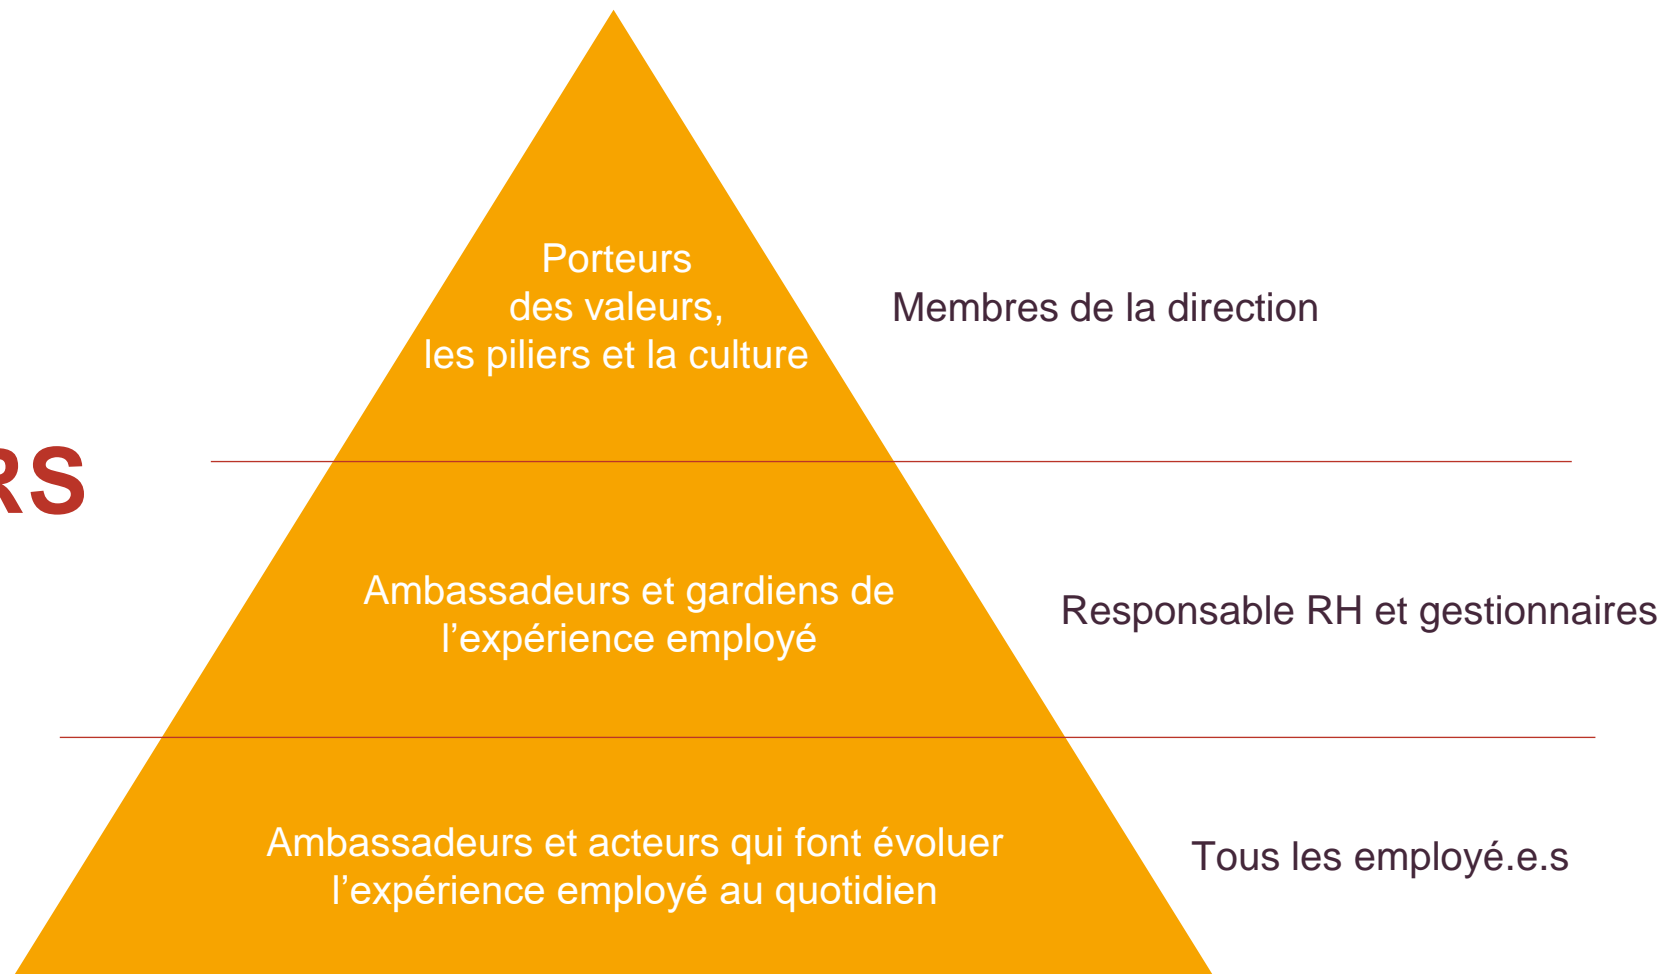 Porteurs
des valeurs,
les piliers et la culture
Membres de la direction
RS
Ambassadeurs et gardiens de
l’expérience employé
Responsable RH et gestionnaires
Ambassadeurs et acteurs qui font évoluer
l’expérience employé au quotidien
Tous les employé.e.s